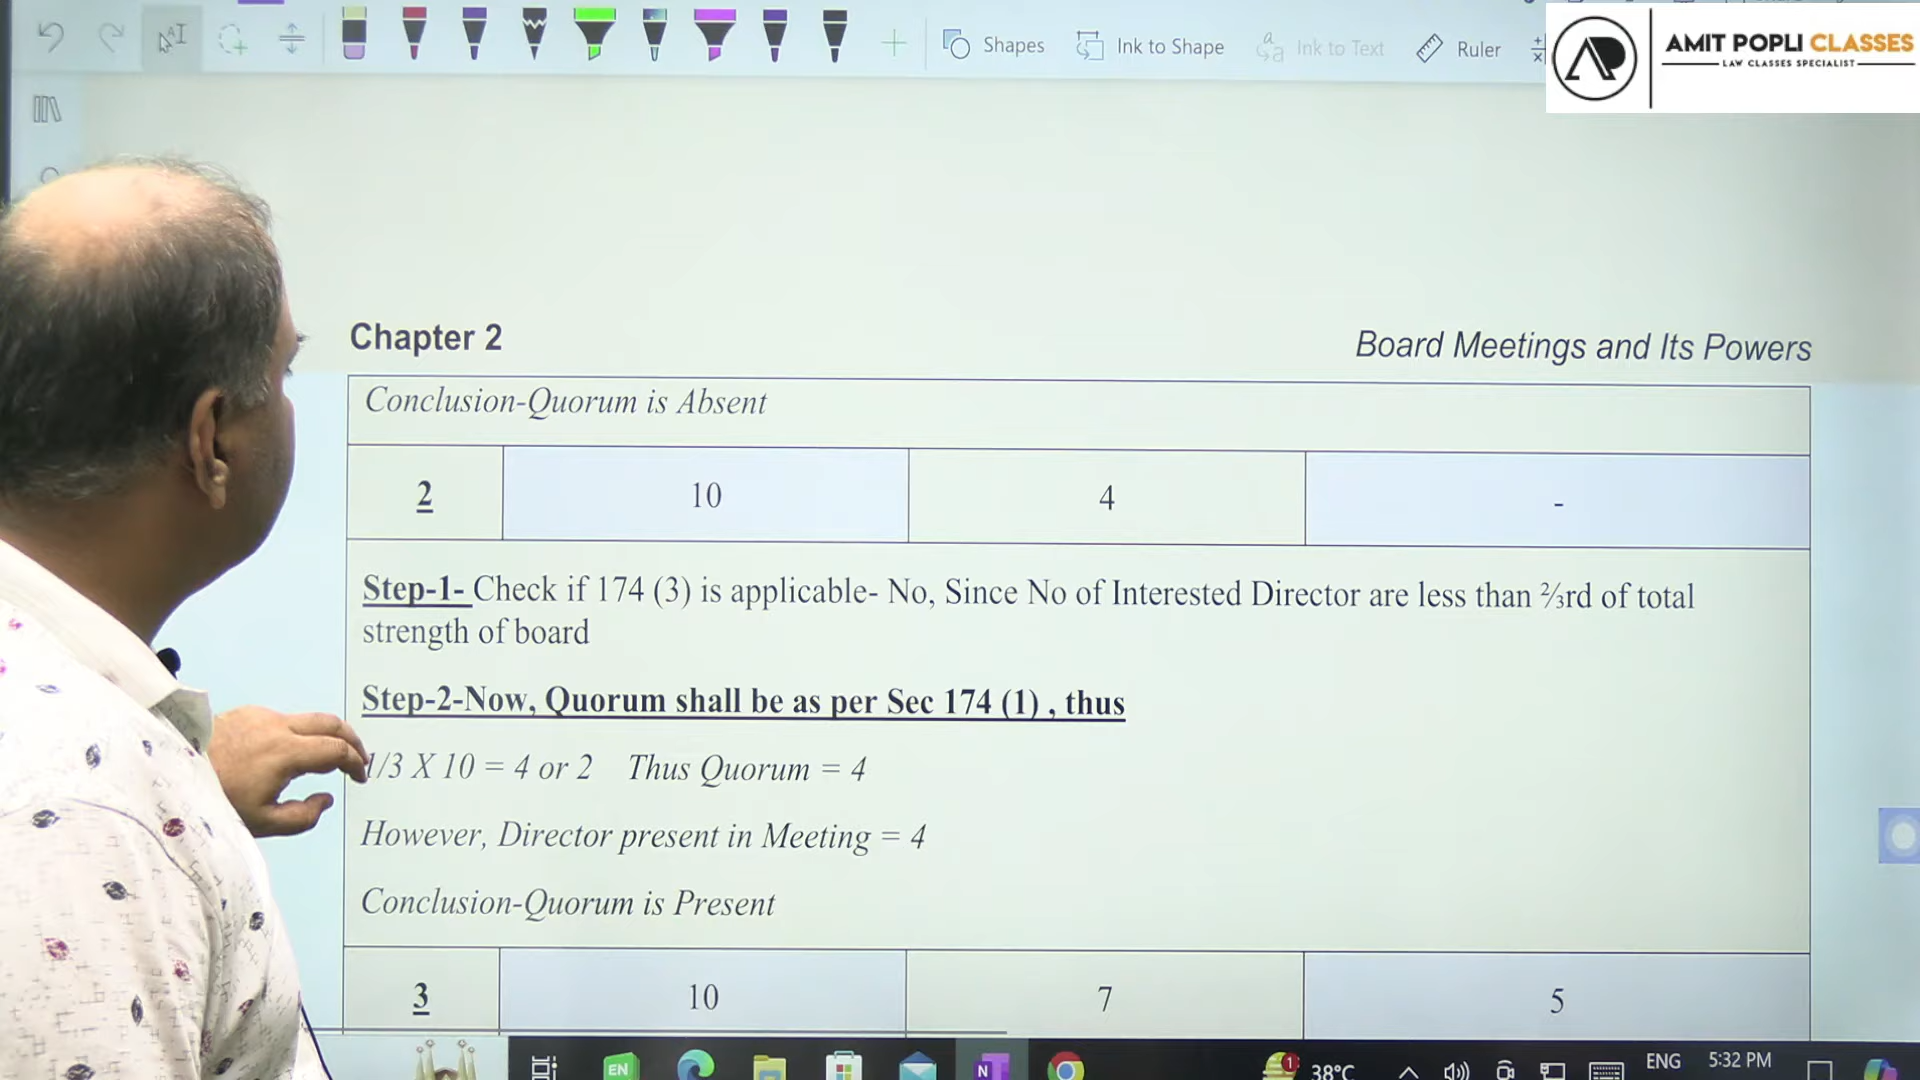 Shapes
Ink to Shape
Ink to Text
Ruler
AMIT POPLI CLASSES
LAW CLASSES SPECIALIST
Chapter 2
Board Meetings and Its Powers
Conclusion-Quorum is Absent
2 10 4 -
Step-1- Check if 174 (3) is applicable- No, Since No of Interested Director are less than ⅔rd of total
strength of board
Step-2-Now, Quorum shall be as per Sec 174 (1) , thus
1/3 X 10 = 4 or 2 Thus Quorum = 4
However, Director present in Meeting = 4
Conclusion-Quorum is Present
3 10 7 5
EN
N
1
38°C
ENG
5:32 PM